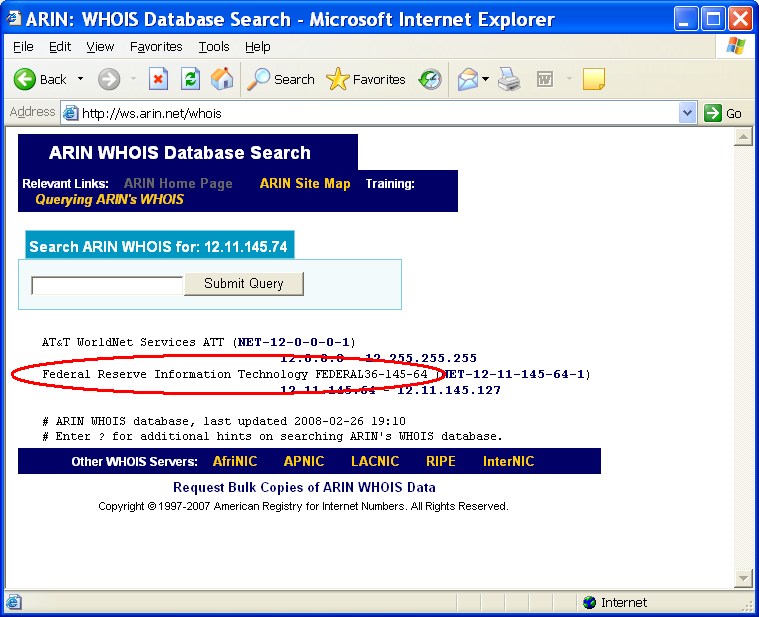 ARIN: WHOIS Database Search - Microsoft Internet Explorer
File Edit View Favorites Tools Help
Back Search Favorites W
Address http://ws.arin.net/whois Go
ARIN WHOIS Database Search
Relevant Links: ARIN Home Page ARIN Site Map Training:
Querying ARIN's WHOIS
Search ARIN WHOIS for: 12.11.145.74
Submit Query
AT&T WorldNet Services ATT (NET-12-0-0-0-1)
12.0.0.0 - 12.255.255.255
Federal Reserve Information Technology FEDERAL36-145-64 (NET-12-11-145-64-1)
12.11.145.64 - 12.11.145.127
# ARIN WHOIS database, last updated 2008-02-26 19:10
# Enter ? for additional hints on searching ARIN's WHOIS database.
Other WHOIS Servers: AfriNIC APNIC LACNIC RIPE InterNIC
Request Bulk Copies of ARIN WHOIS Data
Copyright © 1997-2007 American Registry for Internet Numbers. All Rights Reserved.
Internet